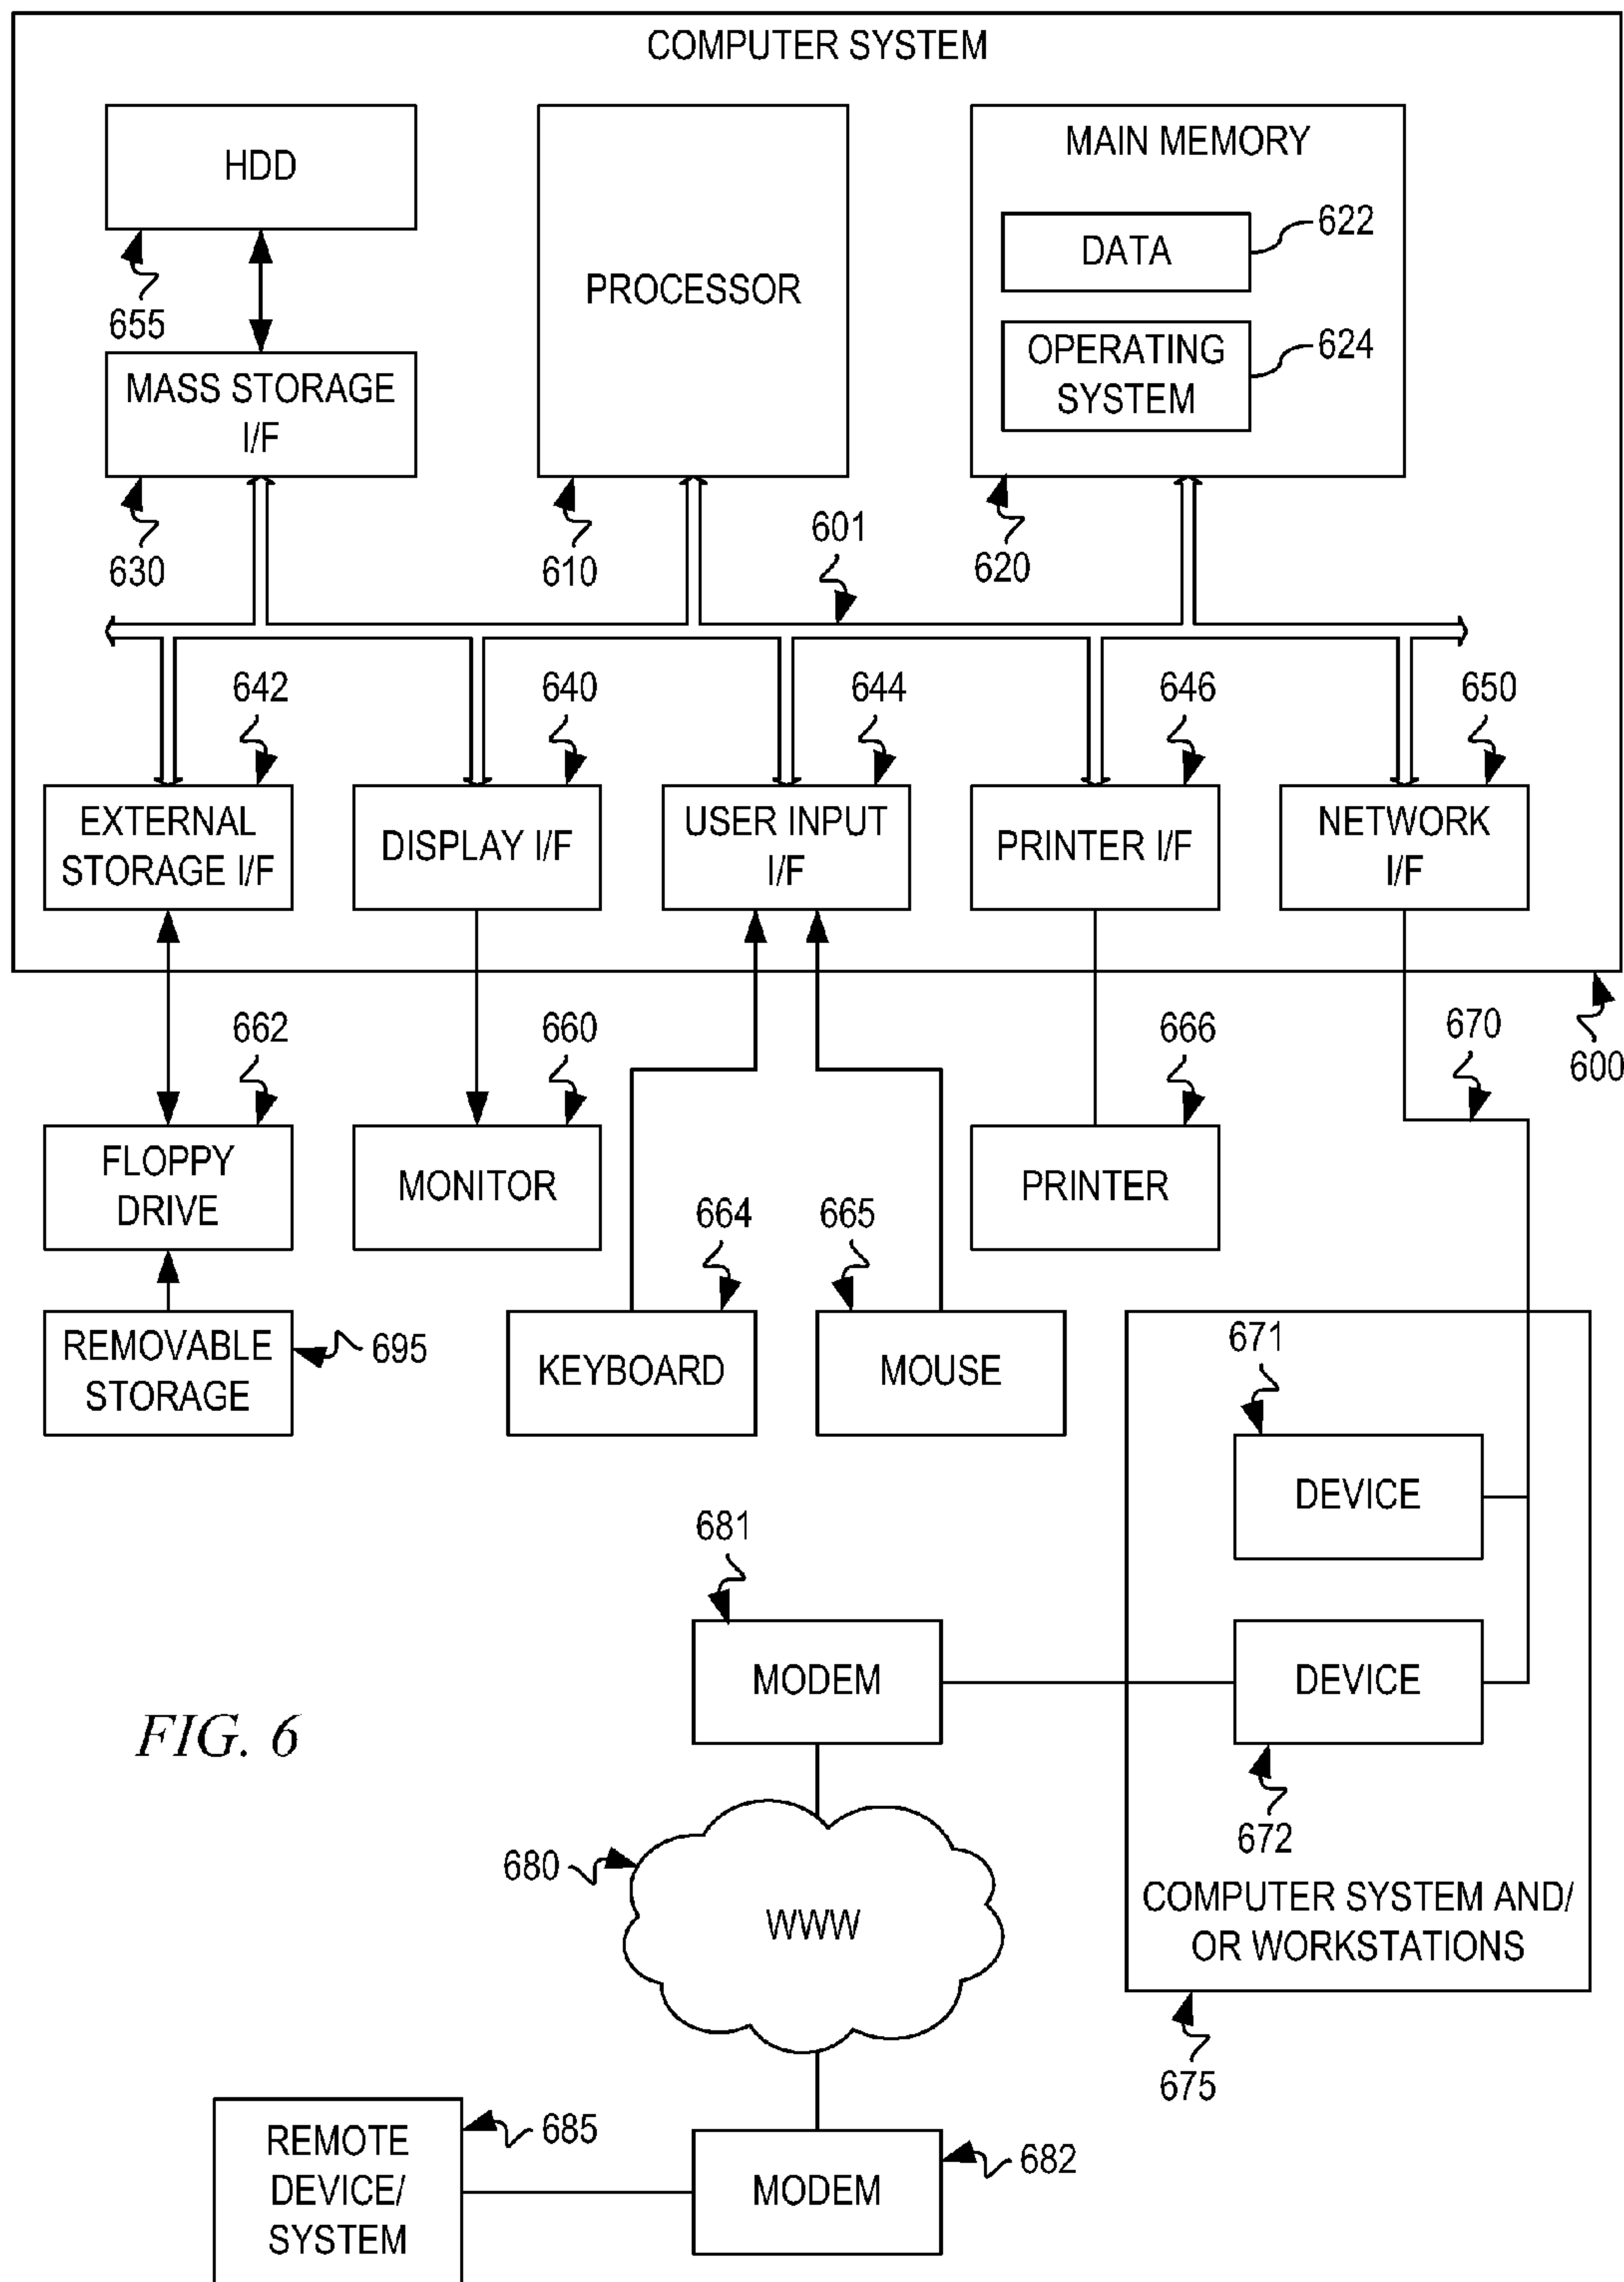 COMPUTER SYSTEM
HDD
PROCESSOR
MAIN MEMORY
DATA
622
OPERATING
SYSTEM
624
655
MASS STORAGE
I/F
630
610
601
620
642
640
644
646
650
EXTERNAL
STORAGE I/F
DISPLAY I/F
USER INPUT
I/F
PRINTER I/F
NETWORK
I/F
662
660
666
670
600
FLOPPY
DRIVE
MONITOR
PRINTER
664
665
REMOVABLE
STORAGE
695
KEYBOARD
MOUSE
671
DEVICE
681
MODEM
DEVICE
FIG. 6
672
680
WWW
COMPUTER SYSTEM AND/
OR WORKSTATIONS
675
REMOTE
DEVICE/
SYSTEM
685
MODEM
682